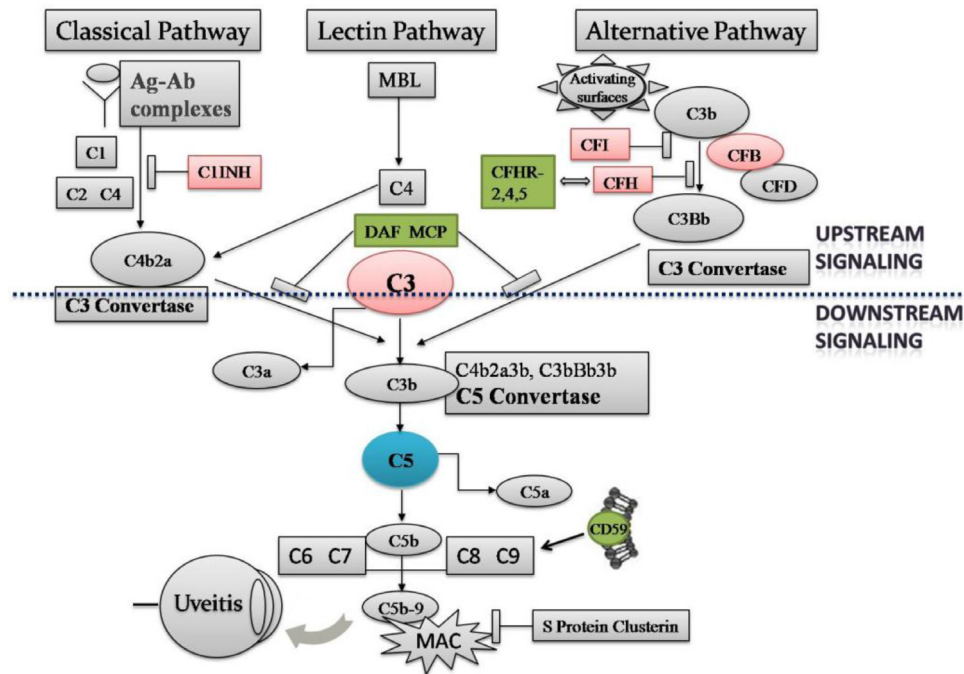 Classical Pathway
Lectin Pathway
Alternative Pathway
Ag-Ab
complexes
C1
C2 C4
C1INH
C4b2a
C3 Convertase
MBL
C4
DAF MCP
C3
Activating
surfaces
C3b
CFI
CFB
CFHR-
2,4,5
CFH
CFD
C3Bb
C3 Convertase
UPSTREAM
SIGNALING
DOWNSTREAM
SIGNALING
C3a
C3b
C4b2a3b, C3bBb3b
C5 Convertase
C5
C5a
CD59
C6 C7
C5b
C8 C9
Uveitis
C5b-9
MAC
S Protein Clusterin